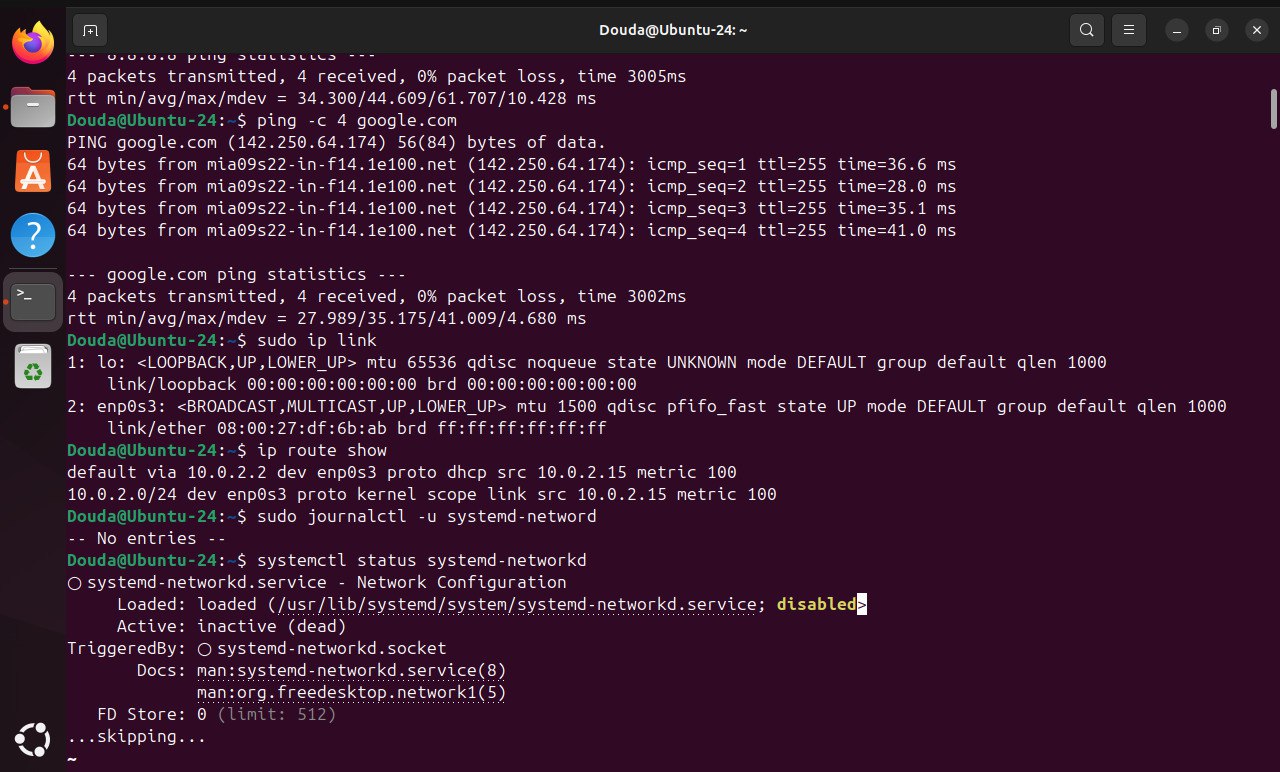 Douda@Ubuntu-24: ~
--- 8.8.8.8 ping statistics ---
4 packets transmitted, 4 received, 0% packet loss, time 3005ms
rtt min/avg/max/mdev = 34.300/44.609/61.707/10.428 ms
Douda@Ubuntu-24:~$ ping -c 4 google.com
PING google.com (142.250.64.174) 56(84) bytes of data.
64 bytes from mia09s22-in-f14.1e100.net (142.250.64.174): icmp_seq=1 ttl=255 time=36.6 ms
64 bytes from mia09s22-in-f14.1e100.net (142.250.64.174): icmp_seq=2 ttl=255 time=28.0 ms
64 bytes from mia09s22-in-f14.1e100.net (142.250.64.174): icmp_seq=3 ttl=255 time=35.1 ms
64 bytes from mia09s22-in-f14.1e100.net (142.250.64.174): icmp_seq=4 ttl=255 time=41.0 ms
--- google.com ping statistics ---
4 packets transmitted, 4 received, 0% packet loss, time 3002ms
rtt min/avg/max/mdev = 27.989/35.175/41.009/4.680 ms
Douda@Ubuntu-24:~$ sudo ip link
1: lo: <LOOPBACK,UP,LOWER_UP> mtu 65536 qdisc noqueue state UNKNOWN mode DEFAULT group default qlen 1000
    link/loopback 00:00:00:00:00:00 brd 00:00:00:00:00:00
2: enp0s3: <BROADCAST,MULTICAST,UP,LOWER_UP> mtu 1500 qdisc pfifo_fast state UP mode DEFAULT group default qlen 1000
    link/ether 08:00:27:df:6b:ab brd ff:ff:ff:ff:ff:ff
Douda@Ubuntu-24:~$ ip route show
default via 10.0.2.2 dev enp0s3 proto dhcp src 10.0.2.15 metric 100
10.0.2.0/24 dev enp0s3 proto kernel scope link src 10.0.2.15 metric 100
Douda@Ubuntu-24:~$ sudo journalctl -u systemd-netword
-- No entries --
Douda@Ubuntu-24:~$ systemctl status systemd-networkd
○ systemd-networkd.service - Network Configuration
     Loaded: loaded (/usr/lib/systemd/system/systemd-networkd.service; disabled>
     Active: inactive (dead)
TriggeredBy: ○ systemd-networkd.socket
       Docs: man:systemd-networkd.service(8)
             man:org.freedesktop.network1(5)
   FD Store: 0 (limit: 512)
...skipping...
~